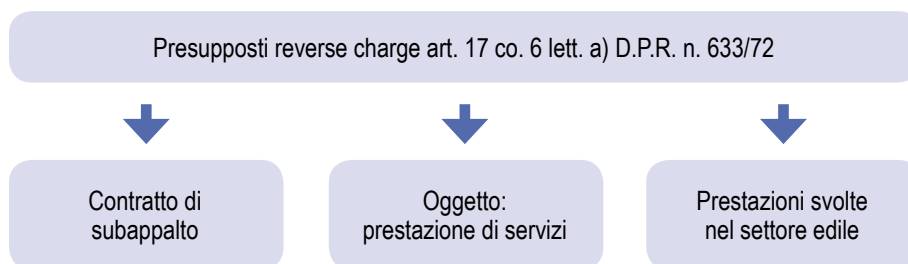 Presupposti reverse charge art. 17 co. 6 lett. a) D.P.R. n. 633/72
Contratto di
subappalto
Oggetto:
prestazione di servizi
Prestazioni svolte
nel settore edile